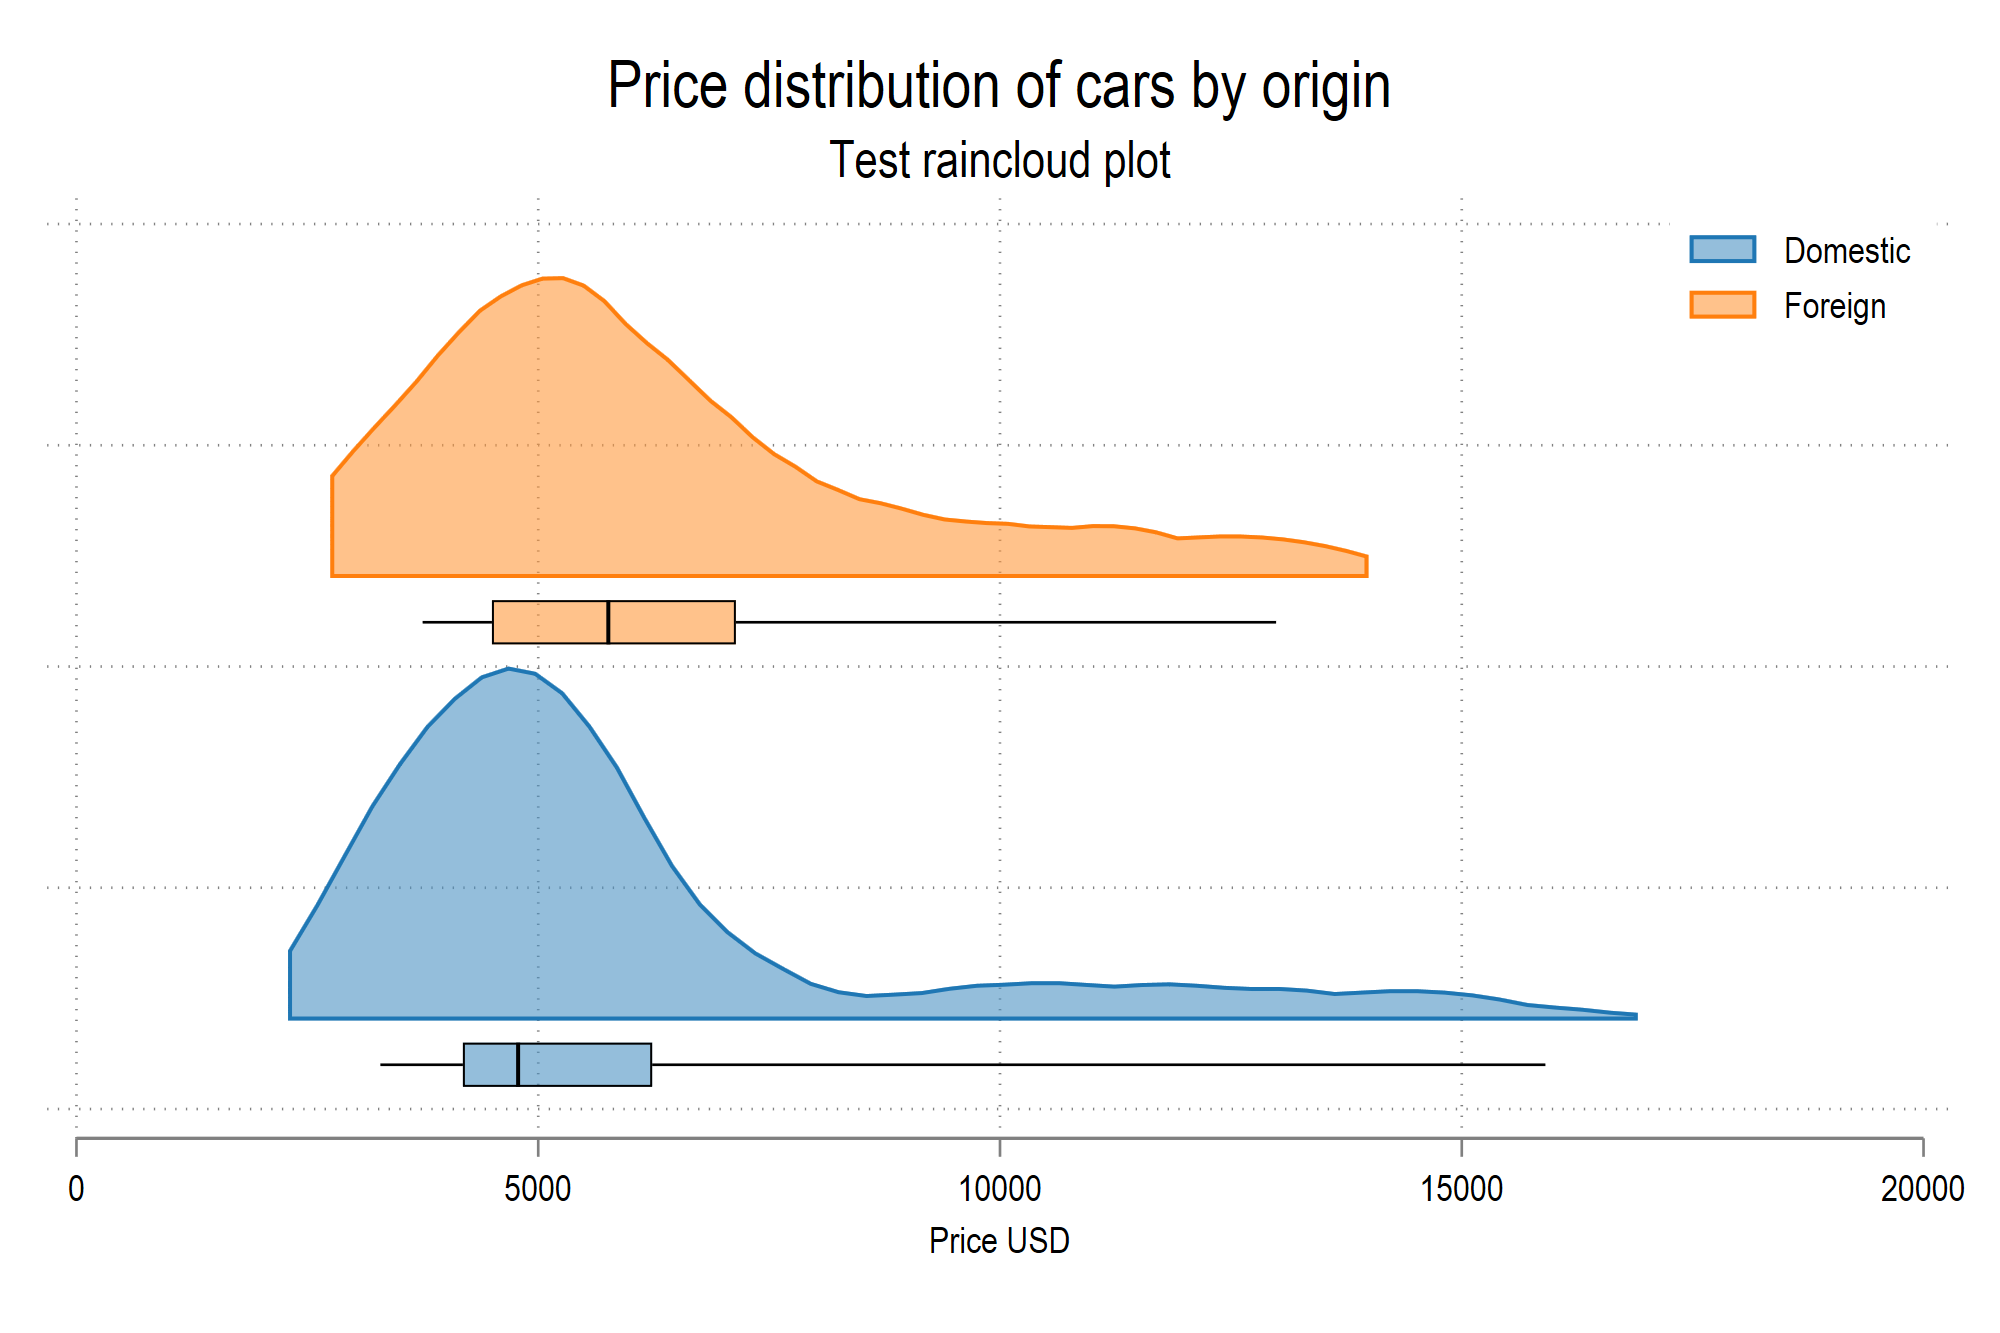 Price distribution of cars by origin
Test raincloud plot
Domestic
Foreign
0 5000 10000 15000 20000
Price USD